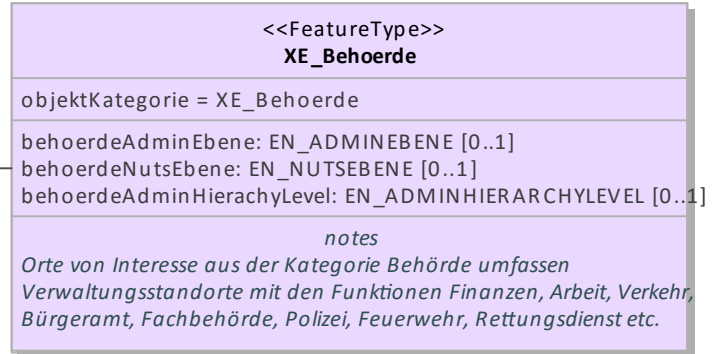 <<FeatureType>>
XE_Behoerde
objektKategorie = XE_Behoerde
behoerdeAdminEbene: EN_ADMINEBENE [0..1]
behoerdeNutsEbene: EN_NUTSEBENE [0..1]
behoerdeAdminHierachyLevel: EN_ADMINHIERARCHYLEVEL [0..1]
notes
Orte von Interesse aus der Kategorie Behörde umfassen
Verwaltungsstandorte mit den Funktionen Finanzen, Arbeit, Verkehr,
Bürgeramt, Fachbehörde, Polizei, Feuerwehr, Rettungsdienst etc.